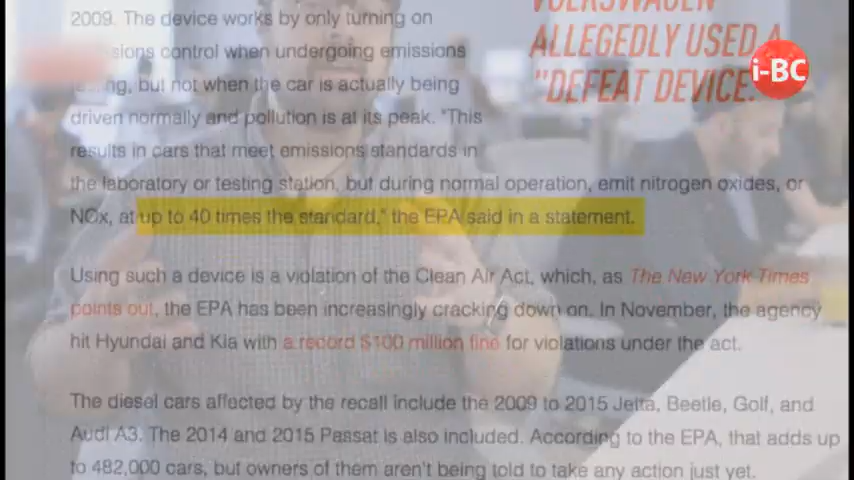 VOLKSWAGEN
ALLEGEDLY USED A
"DEFEAT DEVICE."
i-BC
2009. The device works by only turning on
emissions control when undergoing emissions
testing, but not when the car is actually being
driven normally and pollution is at its peak. "This
results in cars that meet emissions standards in
the laboratory or testing station, but during normal operation, emit nitrogen oxides, or
NOx, at up to 40 times the standard," the EPA said in a statement.
Using such a device is a violation of the Clean Air Act, which, as The New York Times
points out, the EPA has been increasingly cracking down on. In November, the agency
hit Hyundai and Kia with a record $100 million fine for violations under the act.
The diesel cars affected by the recall include the 2009 to 2015 Jetta, Beetle, Golf, and
Audi A3. The 2014 and 2015 Passat is also included. According to the EPA, that adds up
to 482,000 cars, but owners of them aren't being told to take any action just yet.